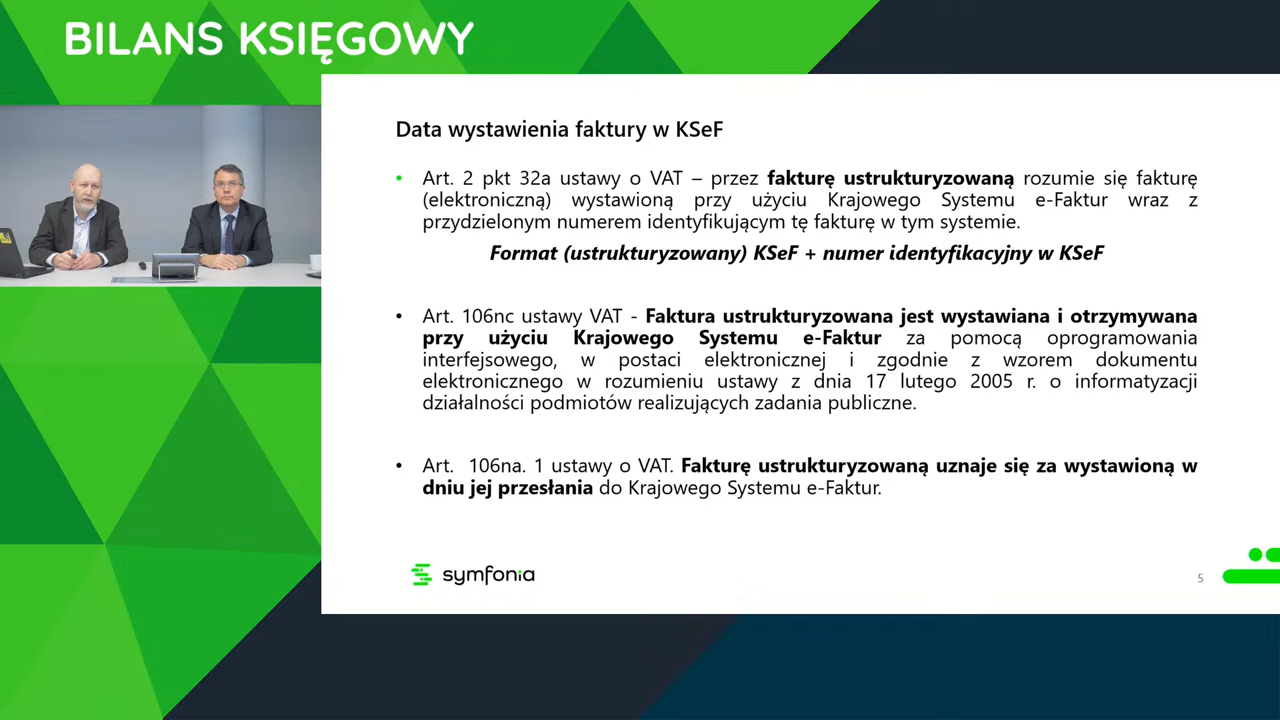 BILANS KSIĘGOWY
Data wystawienia faktury w KSeF
• Art. 2 pkt 32a ustawy o VAT – przez fakturę ustrukturyzowaną rozumie się fakturę
(elektroniczną) wystawioną przy użyciu Krajowego Systemu e-Faktur wraz z
przydzielonym numerem identyfikującym tę fakturę w tym systemie.
Format (ustrukturyzowany) KSeF + numer identyfikacyjny w KSeF
• Art. 106nc ustawy VAT - Faktura ustrukturyzowana jest wystawiana i otrzymywana
przy użyciu Krajowego Systemu e-Faktur za pomocą oprogramowania
interfejsowego, w postaci elektronicznej i zgodnie z wzorem dokumentu
elektronicznego w rozumieniu ustawy z dnia 17 lutego 2005 r. o informatyzacji
działalności podmiotów realizujących zadania publiczne.
• Art. 106na. 1 ustawy o VAT. Fakturę ustrukturyzowaną uznaje się za wystawioną w
dniu jej przesłania do Krajowego Systemu e-Faktur.
symfonia
5